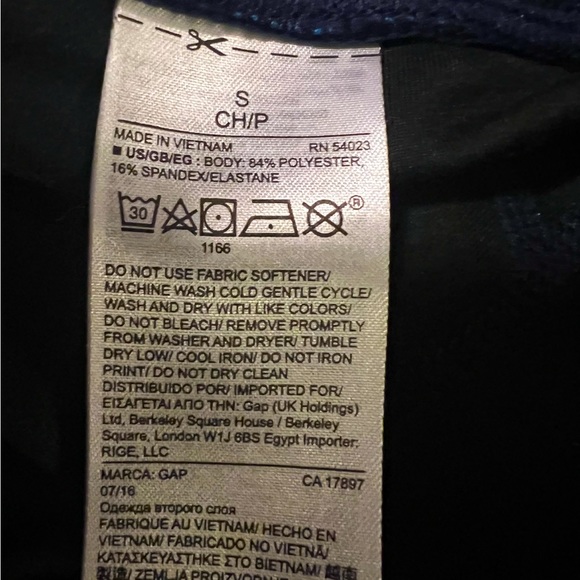 S
CH/P
MADE IN VIETNAM RN 54023
■ US/GB/EG : BODY: 84% POLYESTER,
16% SPANDEX/ELASTANE
30 ®
1166
DO NOT USE FABRIC SOFTENER/
MACHINE WASH COLD GENTLE CYCLE/
WASH AND DRY WITH LIKE COLORS/
DO NOT BLEACH/ REMOVE PROMPTLY
FROM WASHER AND DRYER/ TUMBLE
DRY LOW/ COOL IRON/ DO NOT IRON
PRINT/ DO NOT DRY CLEAN
DISTRIBUIDO POR/ IMPORTED FOR/
ΕΙΣΑΓΕΤΑΙ ΑΠΟ ΤΗΝ: Gap (UK Holdings)
Ltd, Berkeley Square House / Berkeley
Square, London W1J 6BS Egypt Importer:
RIGE, LLC
MARCA: GAP CA 17897
07/16
Одежда второго слоя
FABRIQUÉ AU VIETNAM/ HECHO EN
VIETNAM/ FABRICADO NO VIETNÃ/
ΚΑΤΑΣΚΕΥΑΣΤΗΚΕ ΣΤΟ ΒΙΕΤΝΑΜ/ 越南
製造/ ZEMLJA